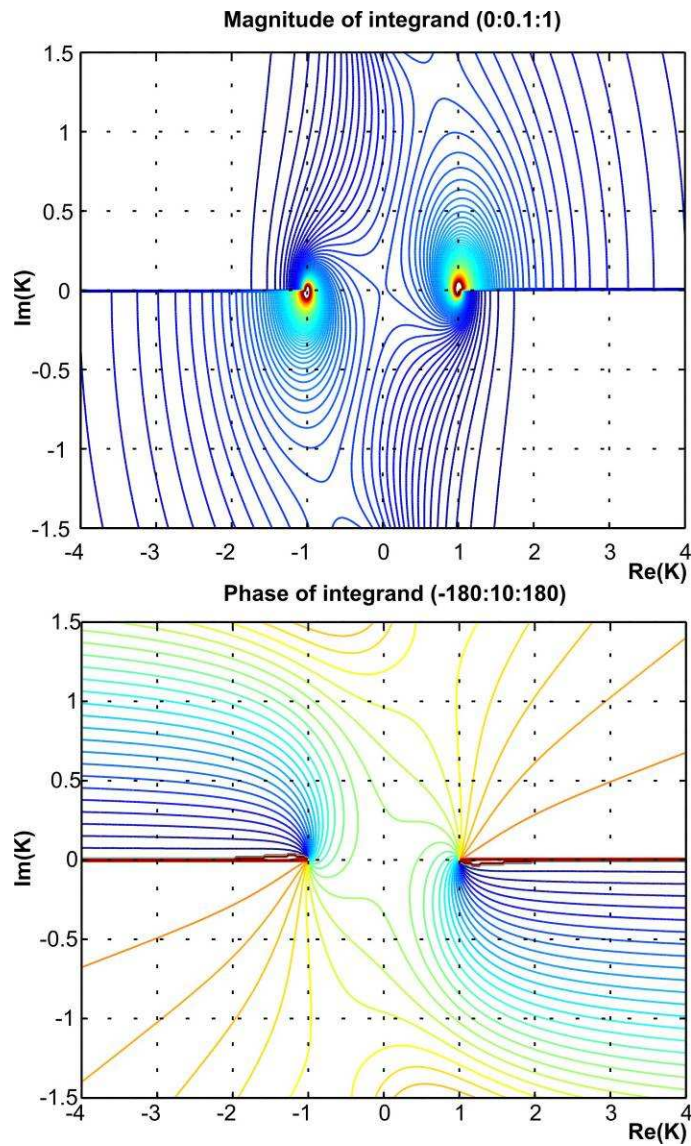 Magnitude of integrand (0:0.1:1)
1.5
1
0.5
0
-0.5
-1
-1.5
Im(K)
-4 -3 -2 -1 0 1 2 3 4
Re(K)
Phase of integrand (-180:10:180)
1.5
1
0.5
0
-0.5
-1
-1.5
Im(K)
-4 -3 -2 -1 0 1 2 3 4
Re(K)